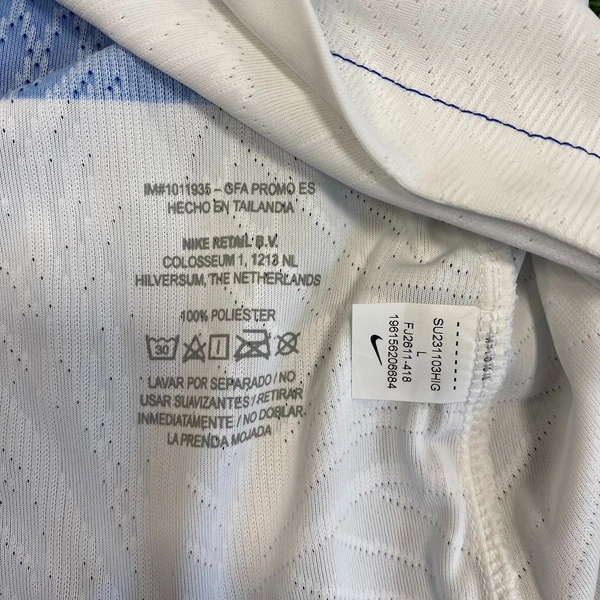 IM#1011935 – GFA PROMO ES
HECHO EN TAILANDIA
NIKE RETAIL B.V.
COLOSSEUM 1, 1213 NL
HILVERSUM, THE NETHERLANDS
100% POLIESTER
30
LAVAR POR SEPARADO / NO
USAR SUAVIZANTES / RETIRAR
INMEDIATAMENTE / NO DOBLAR
LA PRENDA MOJADA
SU231103HIG
L
FJ2611-418
196156206684